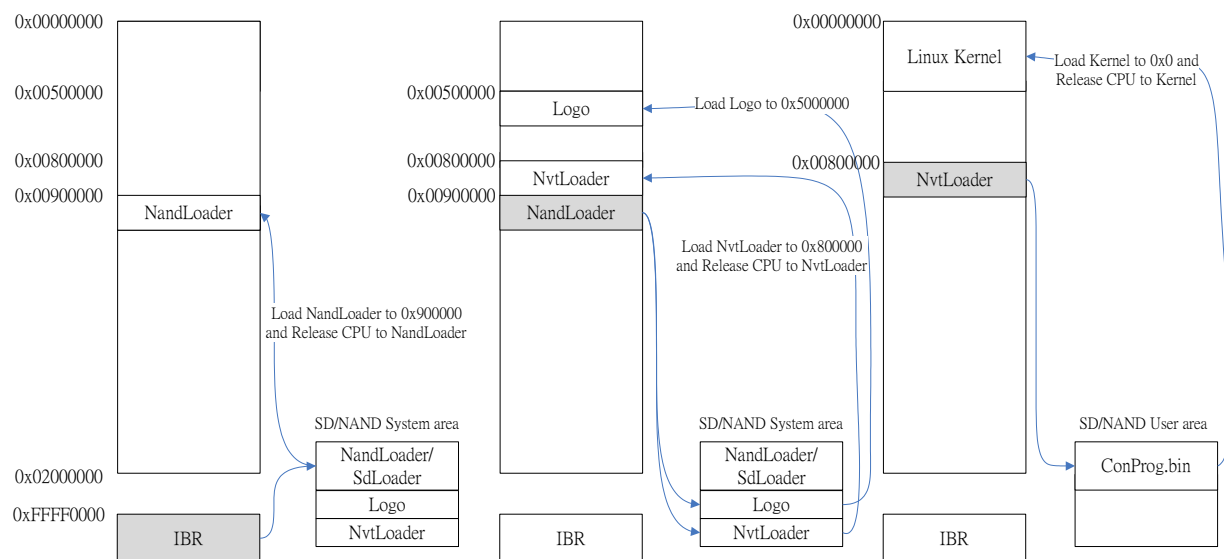 0x00000000
0x00500000
0x00800000
0x00900000
NandLoader
Load NandLoader to 0x900000
and Release CPU to NandLoader
SD/NAND System area
NandLoader/
SdLoader
Logo
NvtLoader
0x02000000
0xFFFF0000
IBR
0x00500000
Logo
Load Logo to 0x5000000
0x00800000
NvtLoader
0x00900000
NandLoader
Load NvtLoader to 0x800000
and Release CPU to NvtLoader
SD/NAND System area
NandLoader/
SdLoader
Logo
NvtLoader
IBR
0x00000000
Linux Kernel
Load Kernel to 0x0 and
Release CPU to Kernel
0x00800000
NvtLoader
SD/NAND User area
ConProg.bin
IBR